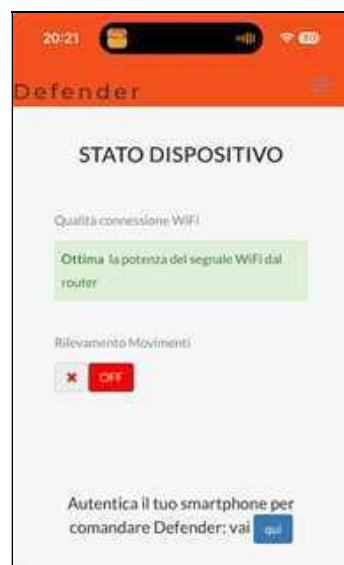 20:21
80
Defender
STATO DISPOSITIVO
Qualità connessione WiFi
Ottima la potenza del segnale WiFi dal
router
Rilevamento Movimenti
OFF
Autentica il tuo smartphone per
comandare Defender: vai qui